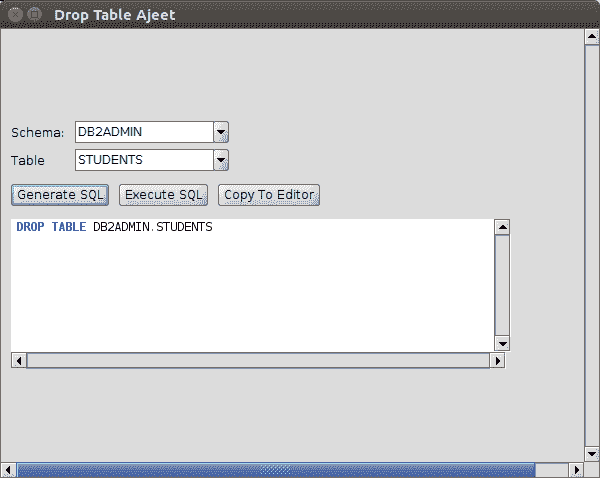 Drop Table Ajeet
Schema: DB2ADMIN
Table STUDENTS
Generate SQL Execute SQL Copy To Editor
DROP TABLE DB2ADMIN.STUDENTS